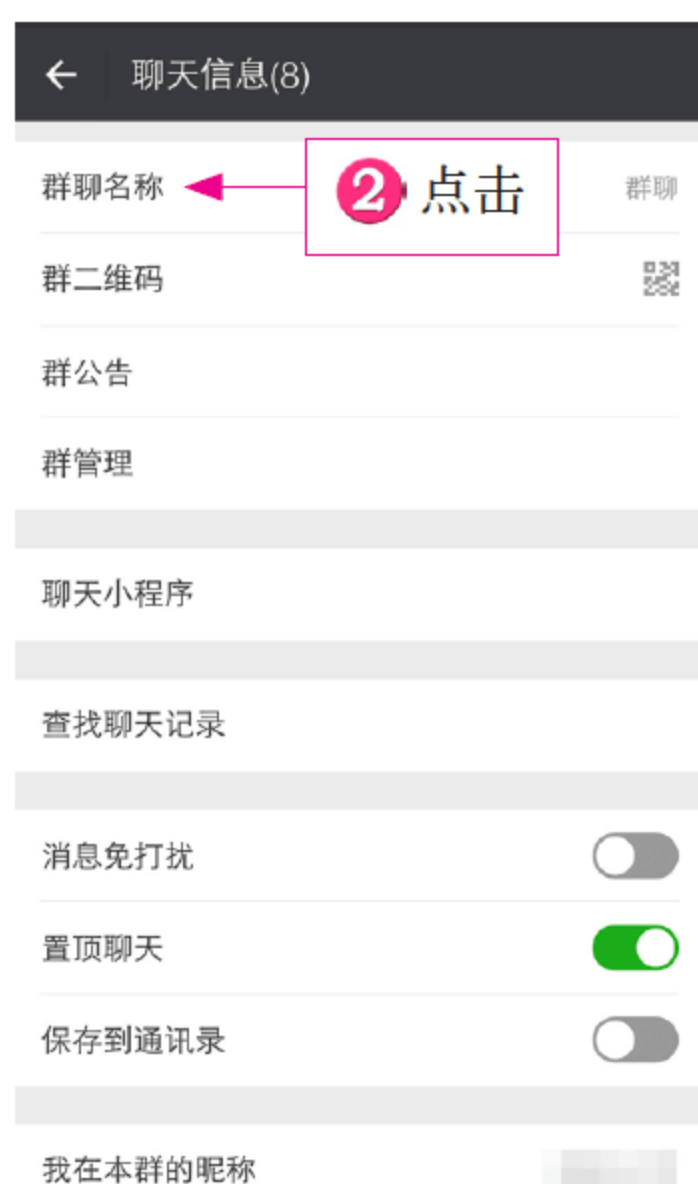 聊天信息(8)
群聊名称 2 点击 群聊
群二维码
群公告
群管理
聊天小程序
查找聊天记录
消息免打扰
置顶聊天
保存到通讯录
我在本群的昵称